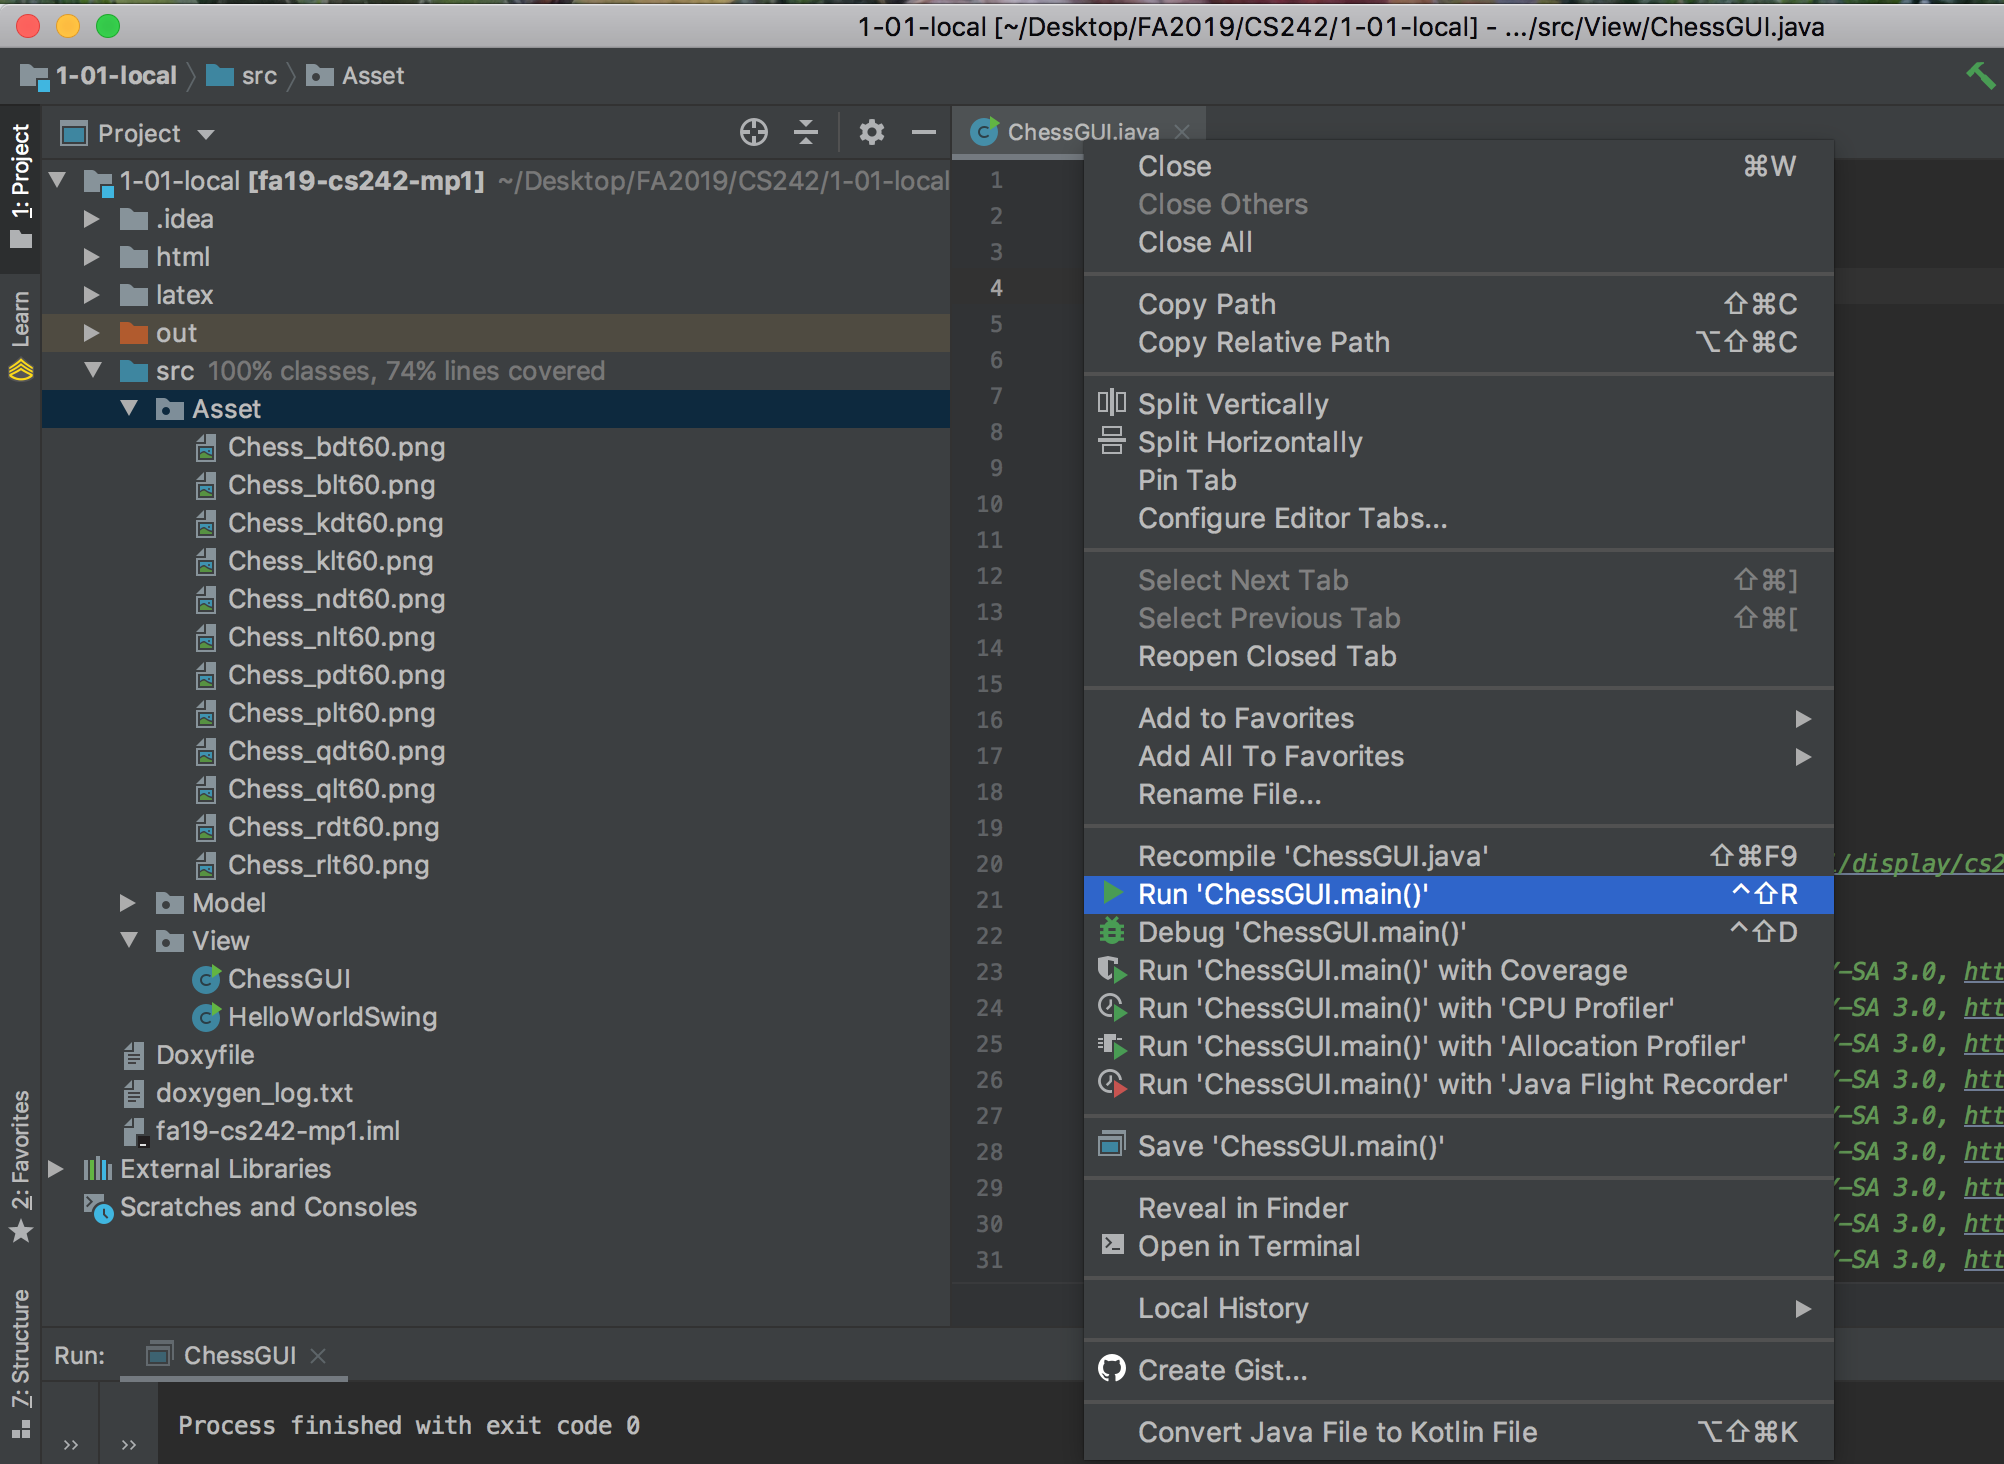 1-01-local [~/Desktop/FA2019/CS242/1-01-local] - .../src/View/ChessGUI.java
1-01-local src Asset
1: Project
Learn
2: Favorites
7: Structure
Project
1-01-local [fa19-cs242-mp1] ~/Desktop/FA2019/CS242/1-01-local
.idea
html
latex
out
src 100% classes, 74% lines covered
Asset
Chess_bdt60.png
Chess_blt60.png
Chess_kdt60.png
Chess_klt60.png
Chess_ndt60.png
Chess_nlt60.png
Chess_pdt60.png
Chess_plt60.png
Chess_qdt60.png
Chess_qlt60.png
Chess_rdt60.png
Chess_rlt60.png
Model
View
ChessGUI
HelloWorldSwing
Doxyfile
doxygen_log.txt
fa19-cs242-mp1.iml
External Libraries
Scratches and Consoles
ChessGUI.java
1
2
3
4
5
6
7
8
9
10
11
12
13
14
15
16
17
18
19
20
21
22
23
24
25
26
27
28
29
30
31
Close ⌘W
Close Others
Close All
Copy Path ⇧⌘C
Copy Relative Path ⌥⇧⌘C
Split Vertically
Split Horizontally
Pin Tab
Configure Editor Tabs...
Select Next Tab ⇧⌘]
Select Previous Tab ⇧⌘[
Reopen Closed Tab
Add to Favorites
Add All To Favorites
Rename File...
Recompile 'ChessGUI.java' ⇧⌘F9
Run 'ChessGUI.main()' ^⇧R
Debug 'ChessGUI.main()' ^⇧D
Run 'ChessGUI.main()' with Coverage
Run 'ChessGUI.main()' with 'CPU Profiler'
Run 'ChessGUI.main()' with 'Allocation Profiler'
Run 'ChessGUI.main()' with 'Java Flight Recorder'
Save 'ChessGUI.main()'
Reveal in Finder
Open in Terminal
Local History
Create Gist...
Convert Java File to Kotlin File ⌥⇧⌘K
/display/cs2
-SA 3.0, htt
-SA 3.0, htt
-SA 3.0, htt
-SA 3.0, htt
-SA 3.0, htt
-SA 3.0, htt
-SA 3.0, htt
-SA 3.0, htt
-SA 3.0, htt
Run: ChessGUI
Process finished with exit code 0